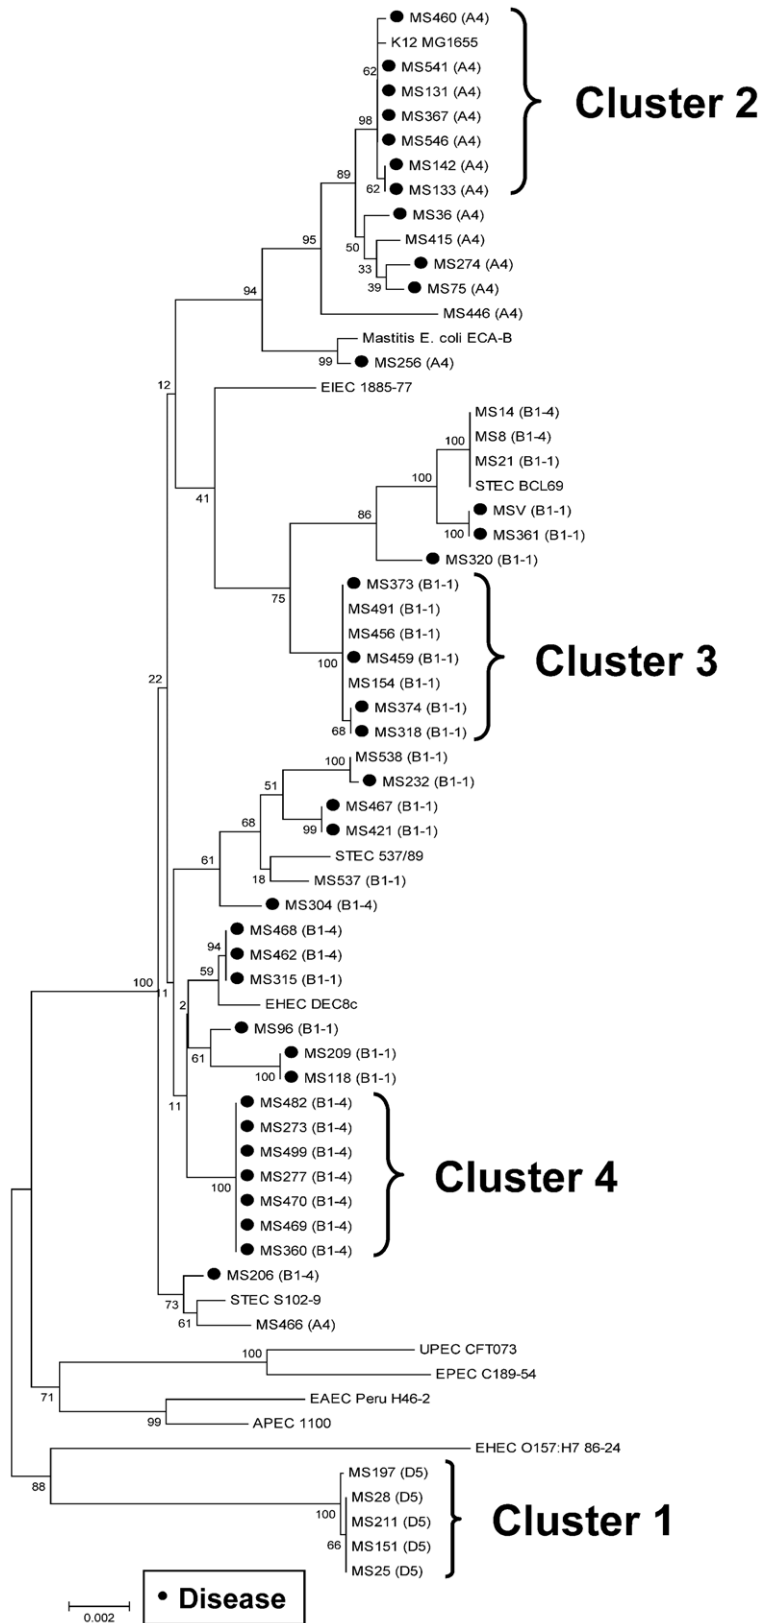 MS460 (A4)
K12 MG1655
62
MS541 (A4)
MS131 (A4)
Cluster 2
MS367 (A4)
98
MS546 (A4)
MS142 (A4)
89
62
MS133 (A4)
MS36 (A4)
95
50
MS415 (A4)
33
MS274 (A4)
39
MS75 (A4)
94
MS446 (A4)
Mastitis E. coli ECA-B
99
MS256 (A4)
12
EIEC 1885-77
MS14 (B1-4)
100
MS8 (B1-4)
MS21 (B1-1)
100
STEC BCL69
41
MSV (B1-1)
86
100
MS361 (B1-1)
MS320 (B1-1)
75
MS373 (B1-1)
MS491 (B1-1)
MS456 (B1-1)
100
MS459 (B1-1)
Cluster 3
22
MS154 (B1-1)
MS374 (B1-1)
68
MS318 (B1-1)
100
MS538 (B1-1)
51
MS232 (B1-1)
68
MS467 (B1-1)
99
MS421 (B1-1)
61
STEC 537/89
18
MS537 (B1-1)
MS304 (B1-4)
MS468 (B1-4)
94
MS462 (B1-4)
59
MS315 (B1-1)
100
11
2
EHEC DEC8c
MS96 (B1-1)
61
MS209 (B1-1)
100
MS118 (B1-1)
11
MS482 (B1-4)
MS273 (B1-4)
MS499 (B1-4)
100
MS277 (B1-4)
Cluster 4
MS470 (B1-4)
MS469 (B1-4)
MS360 (B1-4)
MS206 (B1-4)
73
STEC S102-9
61
MS466 (A4)
100
UPEC CFT073
EPEC C189-54
71
EAEC Peru H46-2
99
APEC 1100
EHEC O157:H7 86-24
88
MS197 (D5)
100
MS28 (D5)
MS211 (D5)
Cluster 1
66
MS151 (D5)
MS25 (D5)
• Disease
0.002